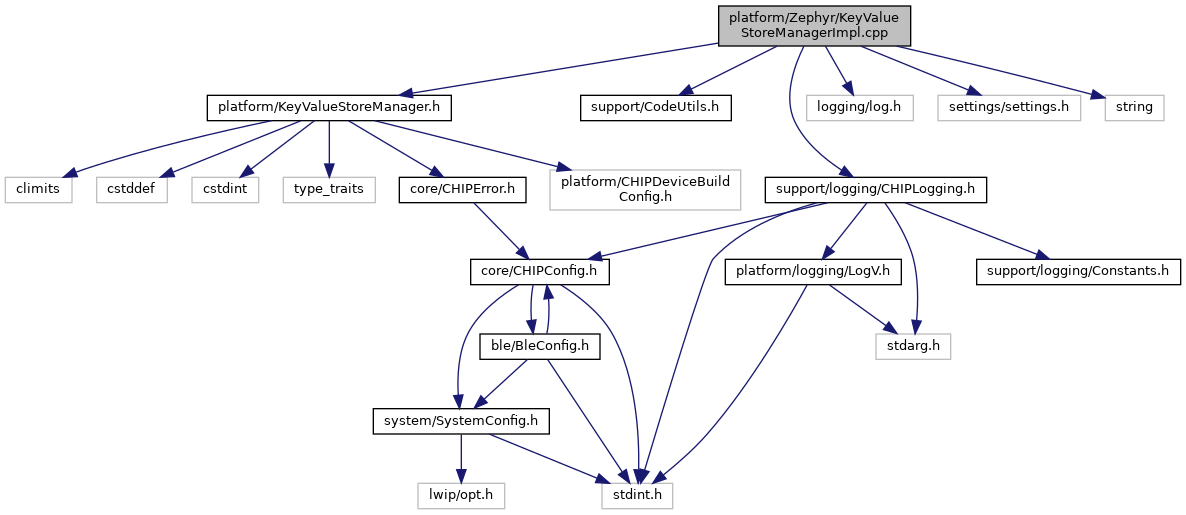 platform/Zephyr/KeyValue
StoreManagerImpl.cpp
platform/KeyValueStoreManager.h
support/CodeUtils.h
logging/log.h
settings/settings.h
string
climits
cstddef
cstdint
type_traits
core/CHIPError.h
platform/CHIPDeviceBuild
Config.h
support/logging/CHIPLogging.h
core/CHIPConfig.h
platform/logging/LogV.h
support/logging/Constants.h
ble/BleConfig.h
stdarg.h
system/SystemConfig.h
lwip/opt.h
stdint.h